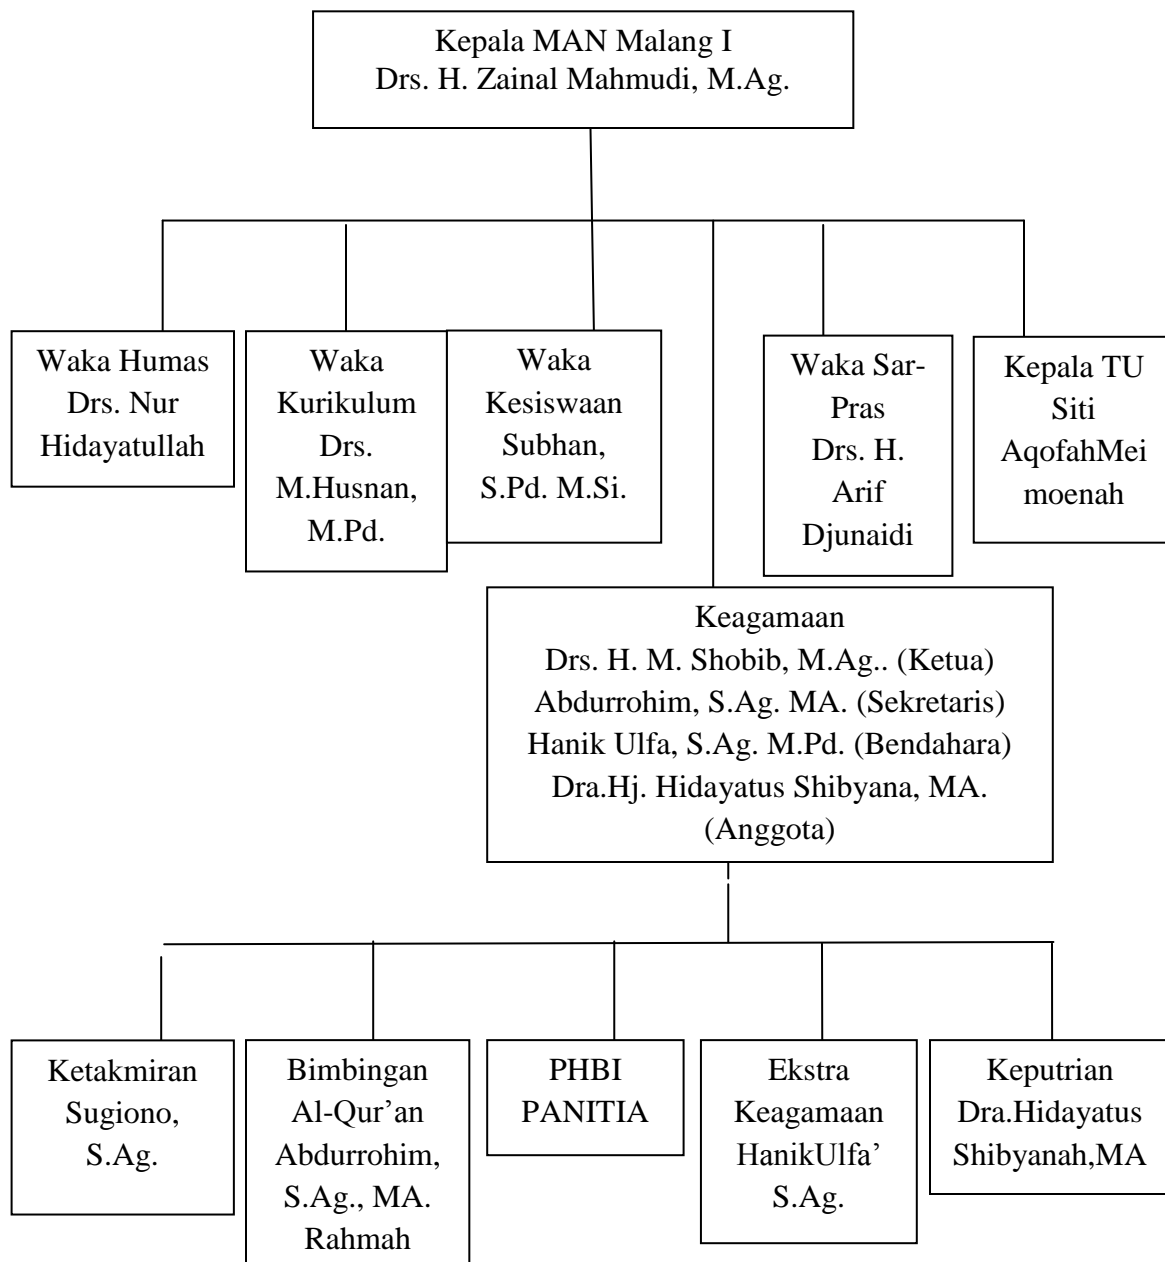 Kepala MAN Malang I
Drs. H. Zainal Mahmudi, M.Ag.
Waka Humas
Drs. Nur
Hidayatullah
Waka
Kurikulum
Drs.
M.Husnan,
M.Pd.
Waka
Kesiswaan
Subhan,
S.Pd. M.Si.
Waka Sar-
Pras
Drs. H.
Arif
Djunaidi
Kepala TU
Siti
AqofahMei
moenah
Keagamaan
Drs. H. M. Shobib, M.Ag.. (Ketua)
Abdurrohim, S.Ag. MA. (Sekretaris)
Hanik Ulfa, S.Ag. M.Pd. (Bendahara)
Dra.Hj. Hidayatus Shibyana, MA.
(Anggota)
Ketakmiran
Sugiono,
S.Ag.
Bimbingan
Al-Qur’an
Abdurrohim,
S.Ag., MA.
Rahmah
PHBI
PANITIA
Ekstra
Keagamaan
HanikUlfa’
S.Ag.
Keputrian
Dra.Hidayatus
Shibyanah,MA